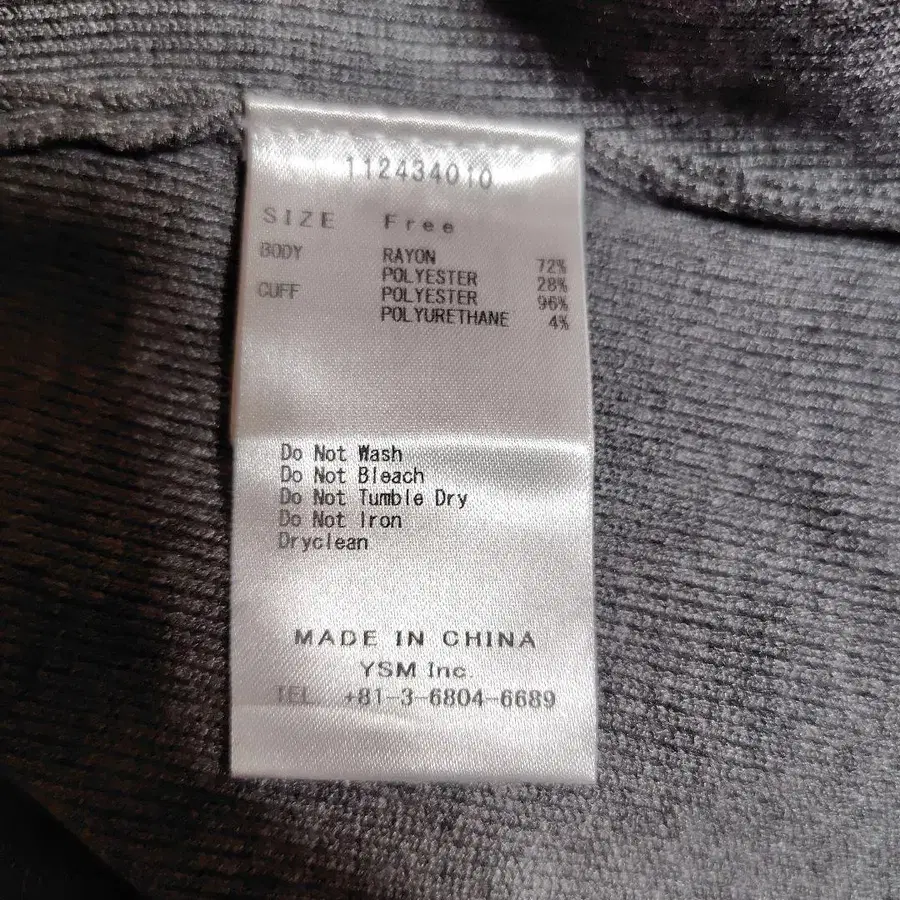 112434010
SIZE Free
BODY RAYON 72%
POLYESTER 28%
CUFF POLYESTER 96%
POLYURETHANE 4%
Do Not Wash
Do Not Bleach
Do Not Tumble Dry
Do Not Iron
Dryclean
MADE IN CHINA
YSM Inc.
TEL +81-3-6804-6689